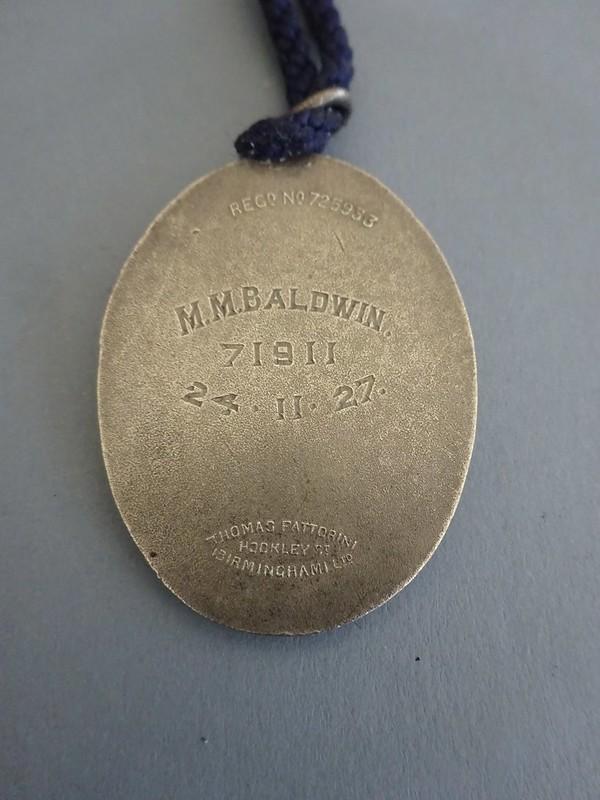 REGD NO 725933
M.M.BALDWIN.
71911
24.11.27.
THOMAS FATTORINI
HOCKLEY ST
(BIRMINGHAM) LTD